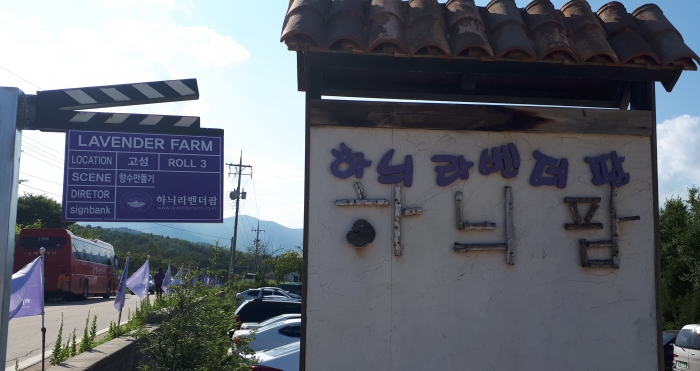 LAVENDER FARM
LOCATION 고성 ROLL 3
SCENE 향수만들기
DIRETOR 하늬라벤더팜
signbank
하늬라벤더팜
하늬팜